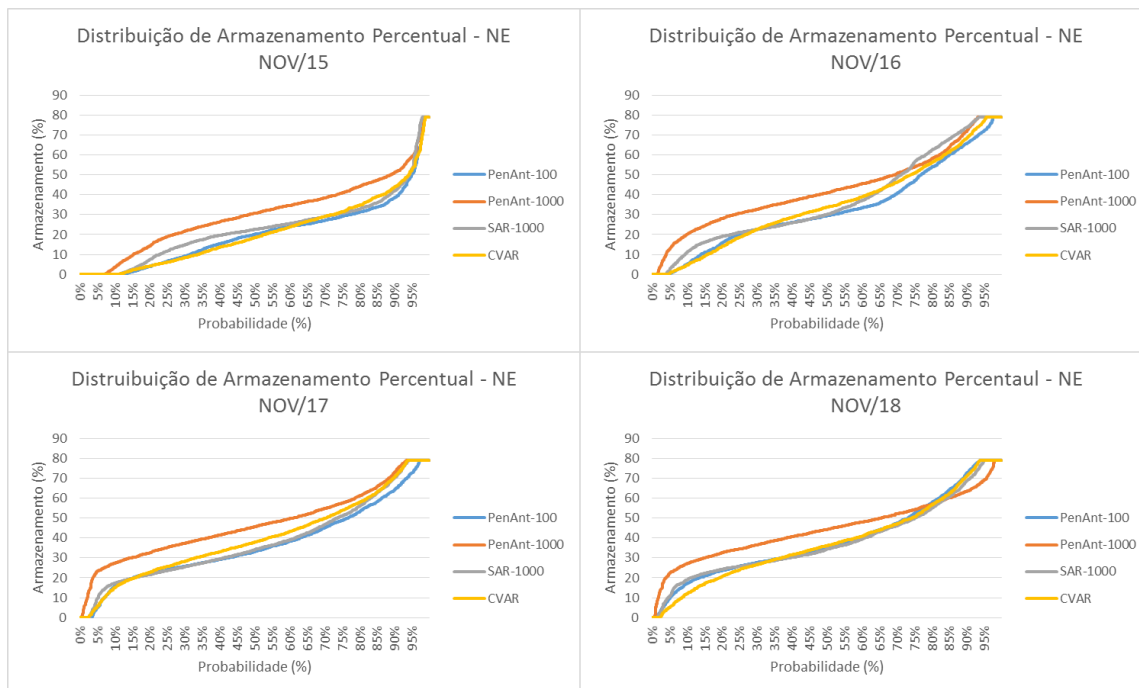 Distribuição de Armazenamento Percentual - NE
NOV/15
Armazenamento (%)
90
80
70
60
50
40
30
20
10
0
0% 5% 10% 15% 20% 25% 30% 35% 40% 45% 50% 55% 60% 65% 70% 75% 80% 85% 90% 95%
Probabilidade (%)
PenAnt-100
PenAnt-1000
SAR-1000
CVAR
Distribuição de Armazenamento Percentual - NE
NOV/16
Armazenamento (%)
90
80
70
60
50
40
30
20
10
0
0% 5% 10% 15% 20% 25% 30% 35% 40% 45% 50% 55% 60% 65% 70% 75% 80% 85% 90% 95%
Probabilidade (%)
PenAnt-100
PenAnt-1000
SAR-1000
CVAR
Distruibuição de Armazenamento Percentual - NE
NOV/17
Armazenamento (%)
90
80
70
60
50
40
30
20
10
0
0% 5% 10% 15% 20% 25% 30% 35% 40% 45% 50% 55% 60% 65% 70% 75% 80% 85% 90% 95%
Probabilidade (%)
PenAnt-100
PenAnt-1000
SAR-1000
CVAR
Distribuição de Armazenamento Percentaul - NE
NOV/18
Armazenamento (%)
90
80
70
60
50
40
30
20
10
0
0% 5% 10% 15% 20% 25% 30% 35% 40% 45% 50% 55% 60% 65% 70% 75% 80% 85% 90% 95%
Probabilidade (%)
PenAnt-100
PenAnt-1000
SAR-1000
CVAR